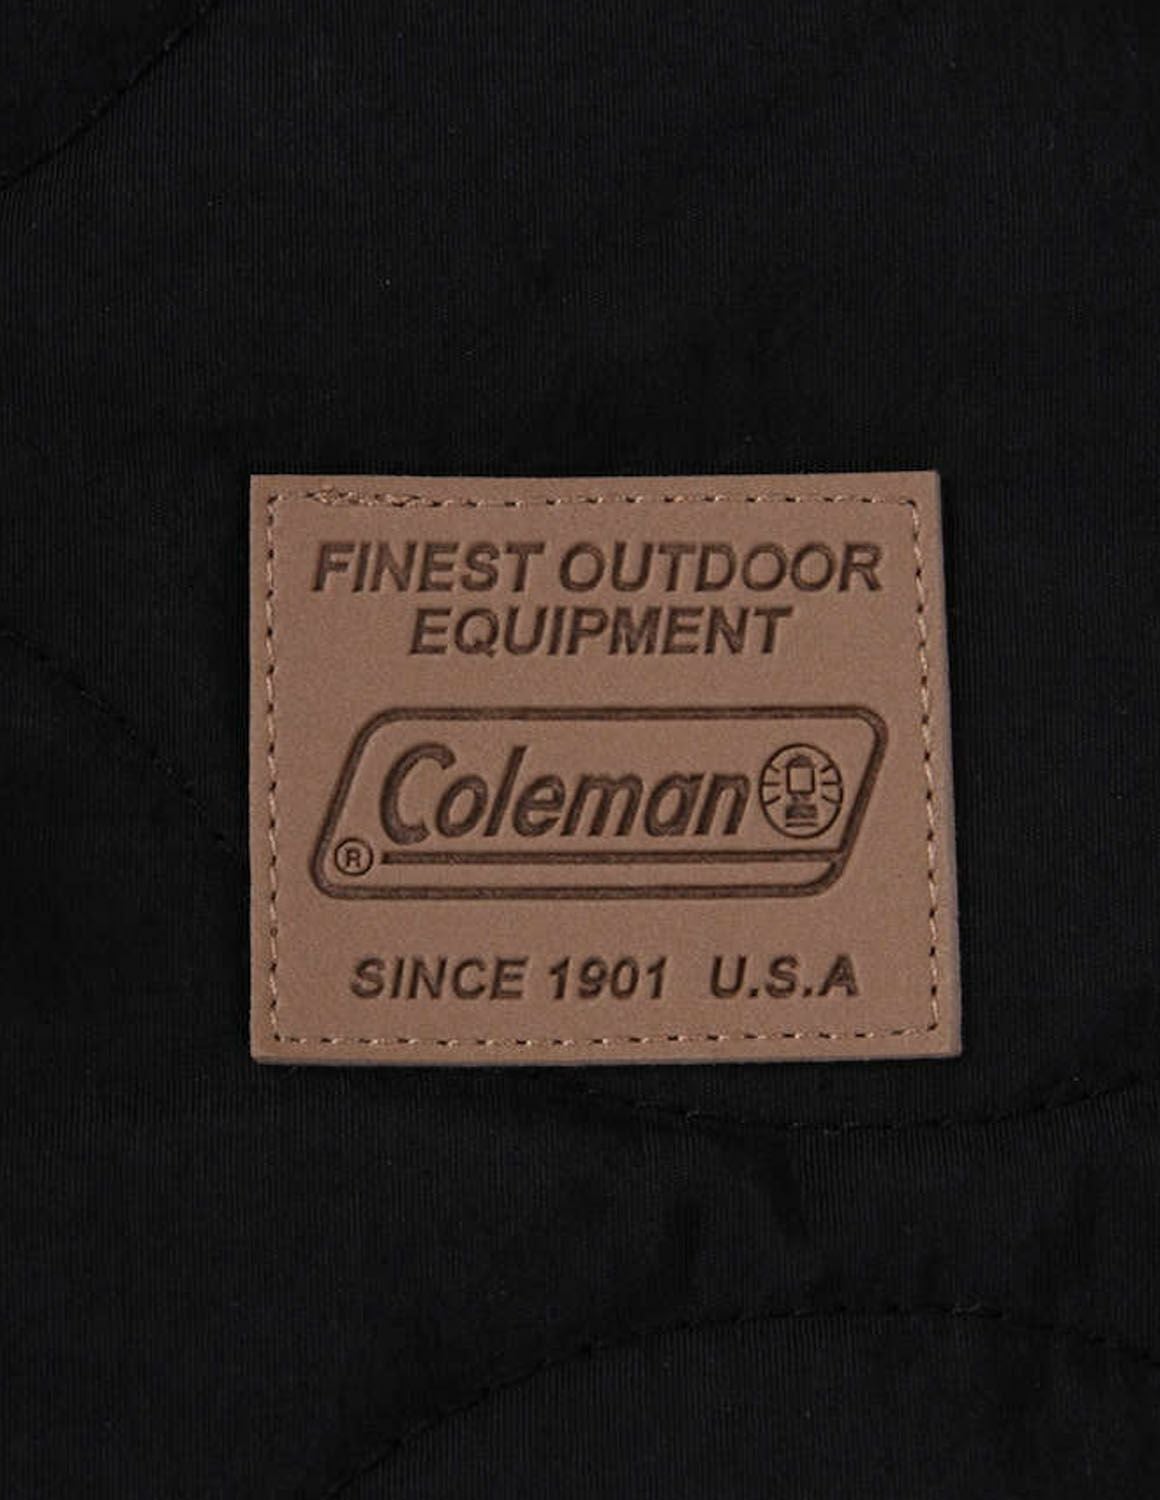 FINEST OUTDOOR
EQUIPMENT
Coleman
®
SINCE 1901 U.S.A